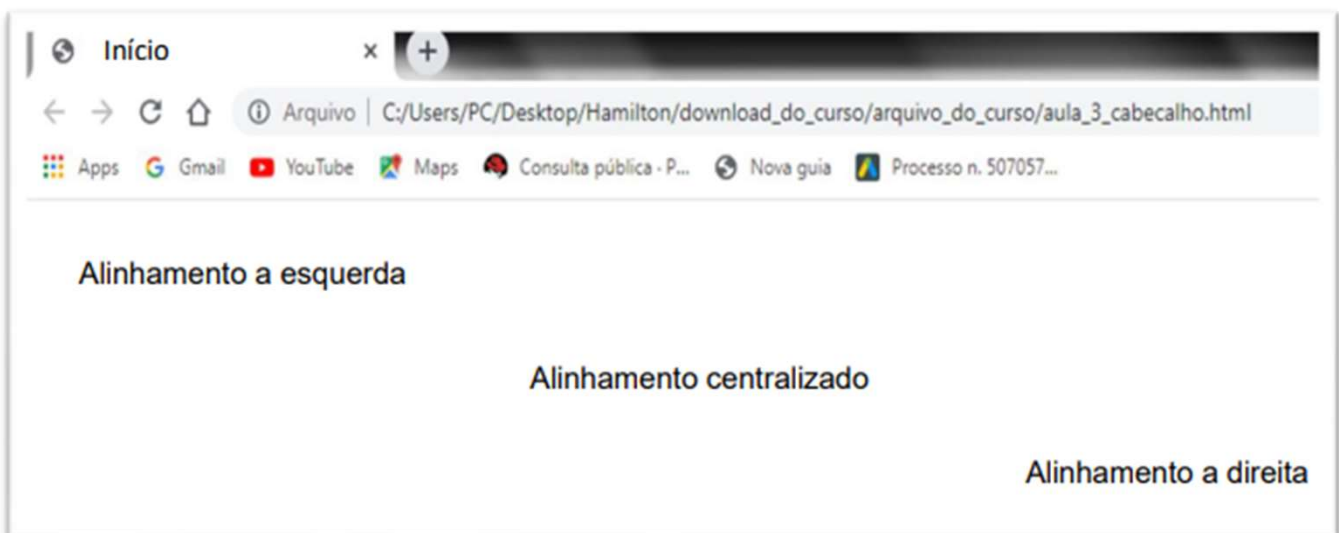 Início
Arquivo | C:/Users/PC/Desktop/Hamilton/download_do_curso/arquivo_do_curso/aula_3_cabecalho.html
Apps Gmail YouTube Maps Consulta pública - P... Nova guia Processo n. 507057...
Alinhamento a esquerda
Alinhamento centralizado
Alinhamento a direita